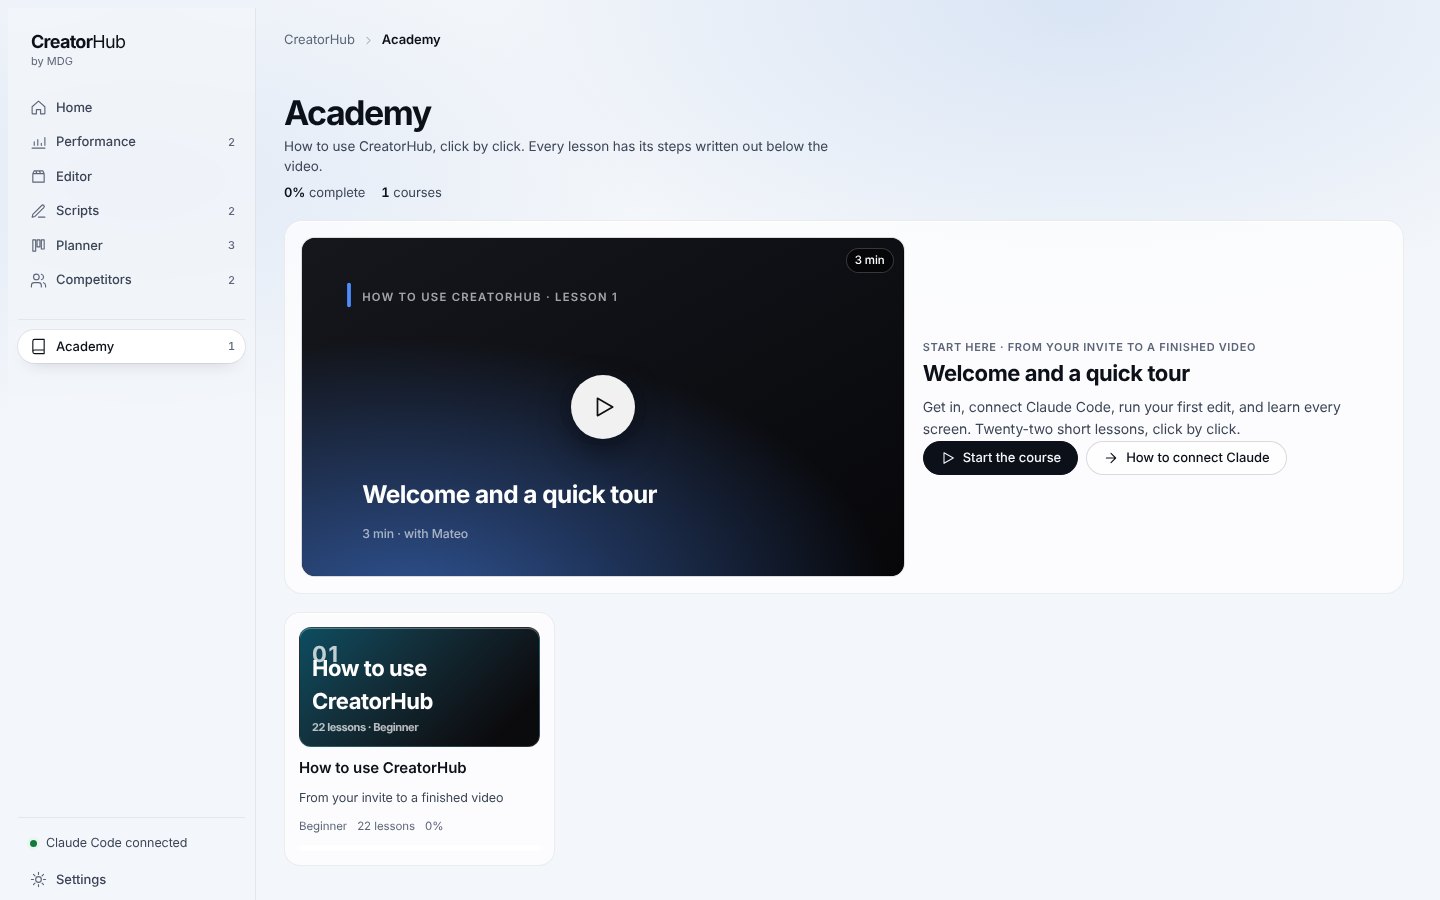 CreatorHub
by MDG
Home
Performance 2
Editor
Scripts 2
Planner 3
Competitors 2
Academy 1
Claude Code connected
Settings
CreatorHub > Academy
Academy
How to use CreatorHub, click by click. Every lesson has its steps written out below the
video.
0% complete 1 courses
3 min
HOW TO USE CREATORHUB · LESSON 1
Welcome and a quick tour
3 min · with Mateo
START HERE · FROM YOUR INVITE TO A FINISHED VIDEO
Welcome and a quick tour
Get in, connect Claude Code, run your first edit, and learn every
screen. Twenty-two short lessons, click by click.
Start the course
How to connect Claude
01
How to use
CreatorHub
22 lessons · Beginner
How to use CreatorHub
From your invite to a finished video
Beginner 22 lessons 0%